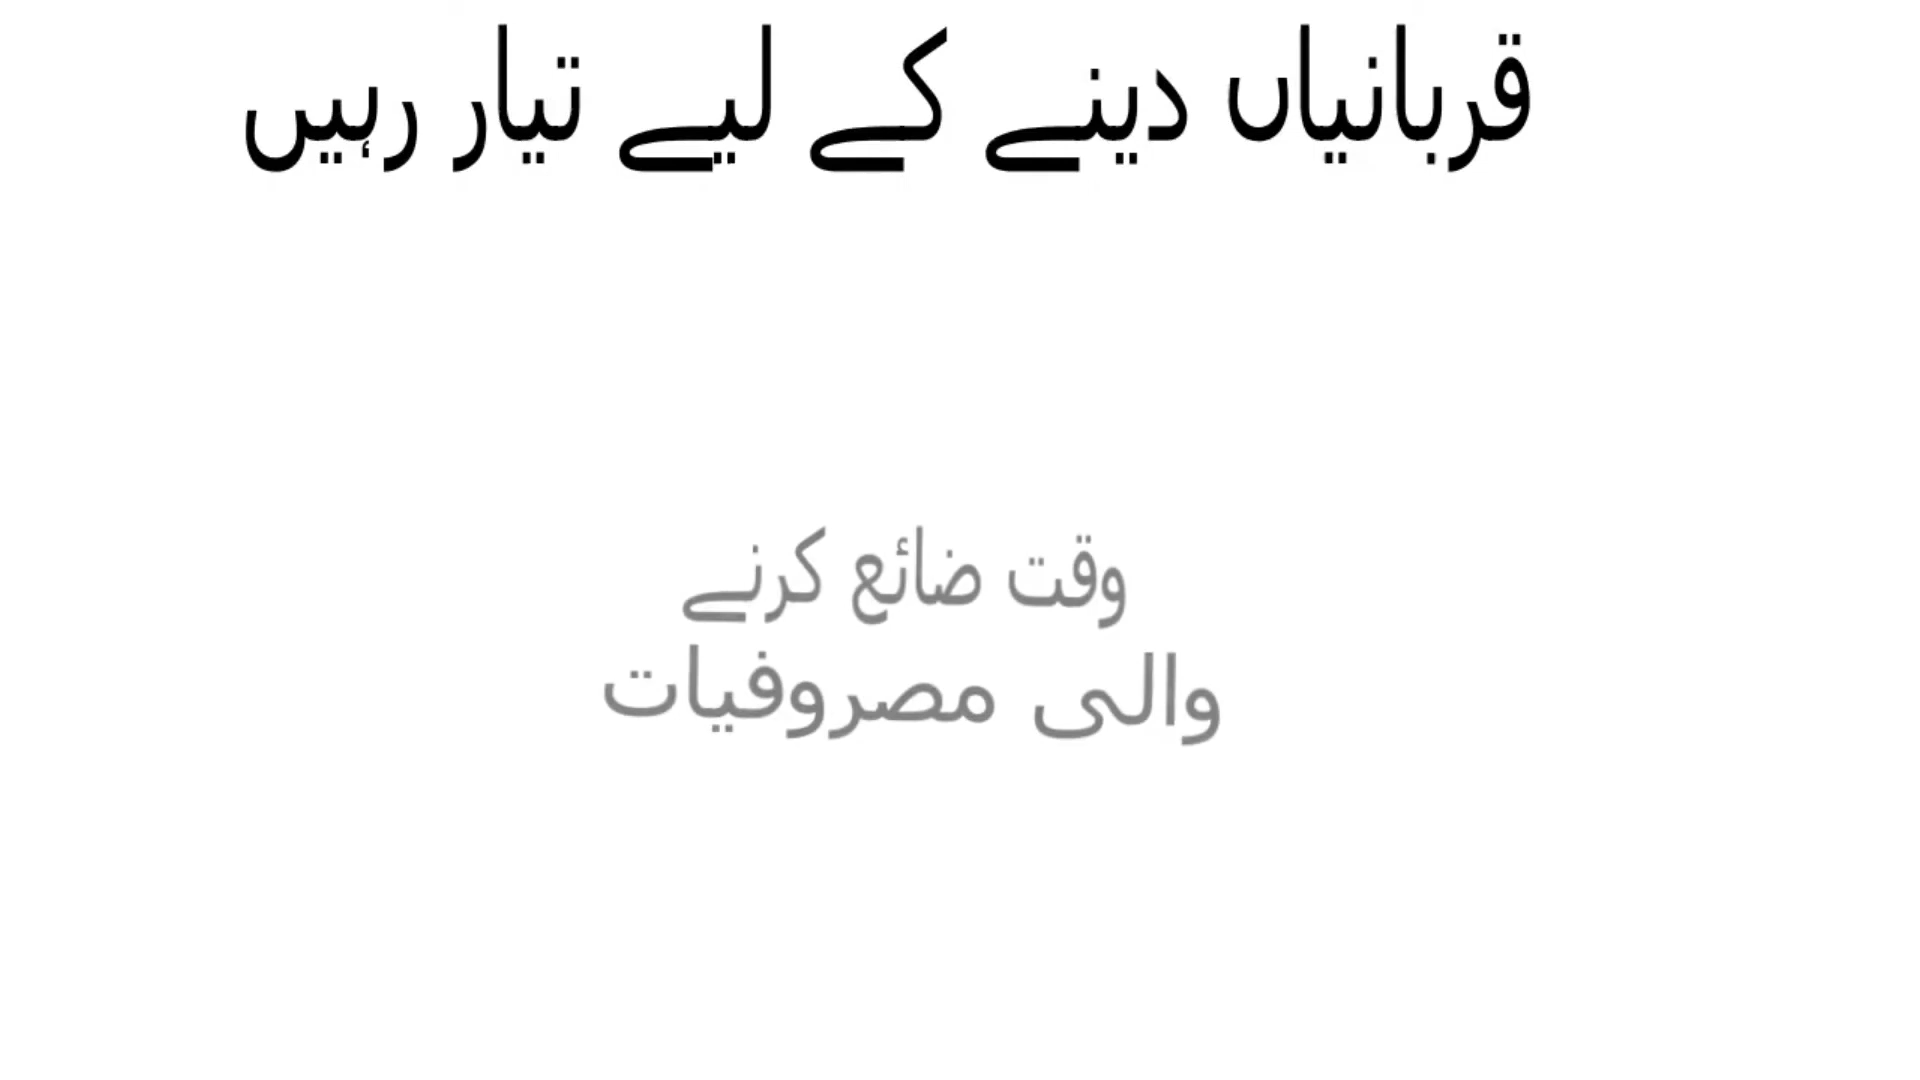 قربانیاں دینے کے لیے تیار رہیں
وقت ضائع کرنے
والی مصروفیات